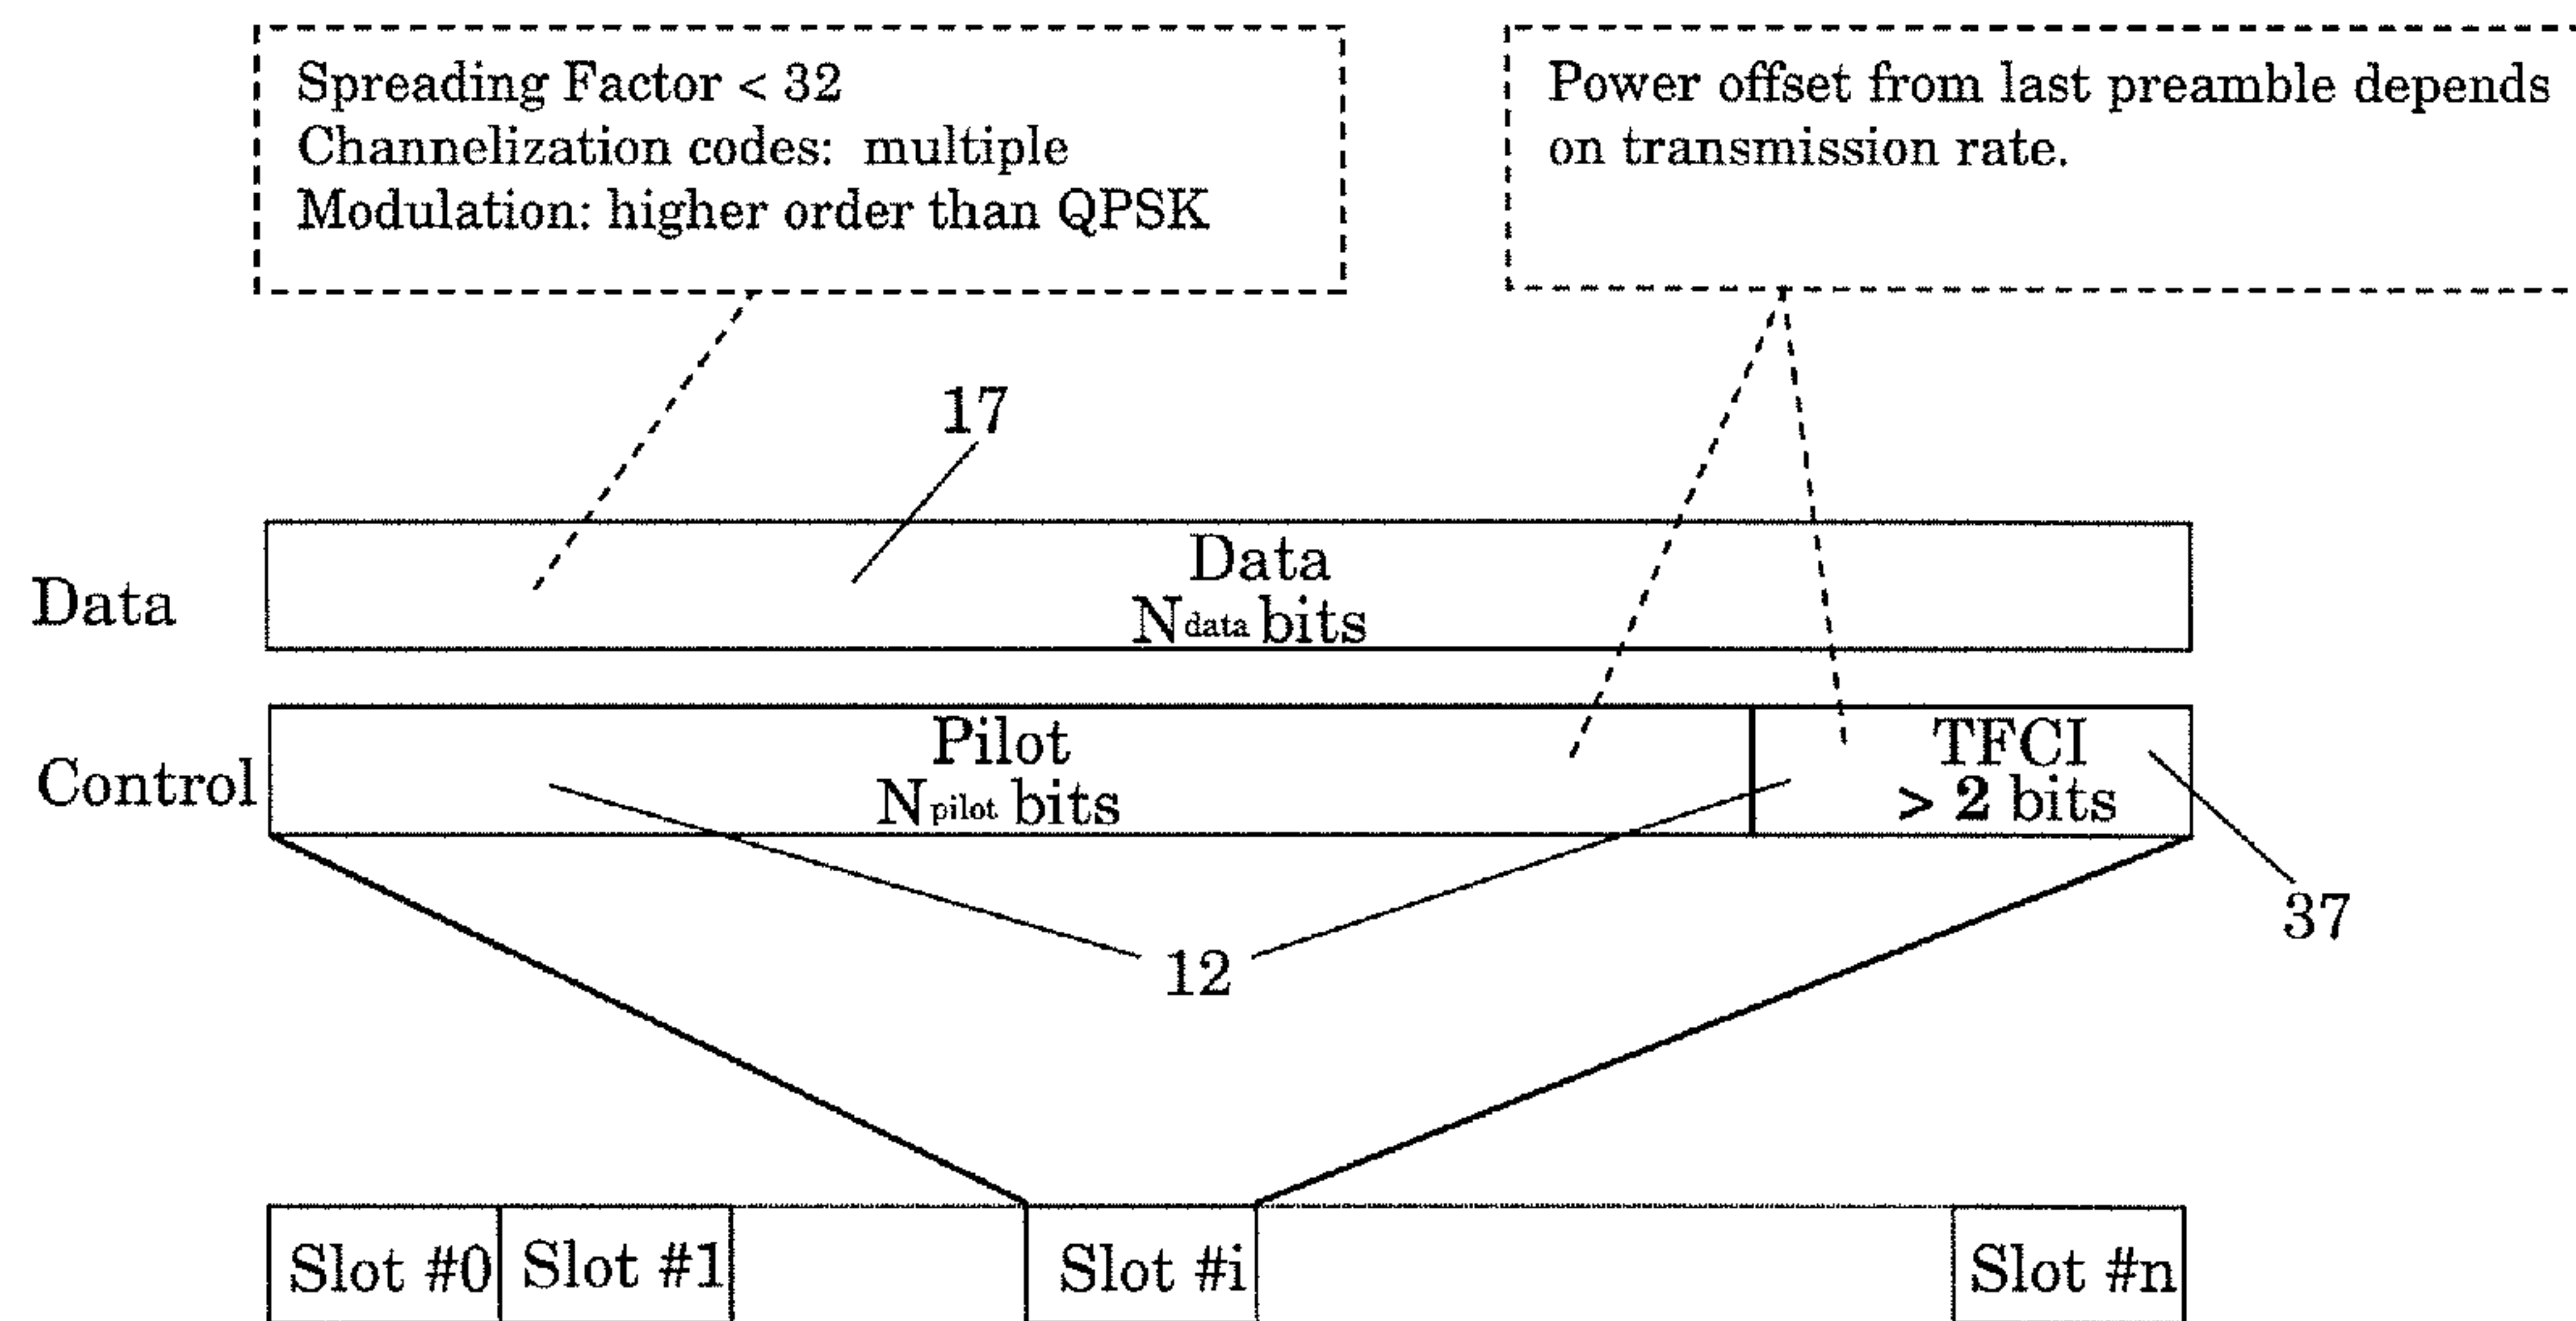 Spreading Factor < 32
Channelization codes: multiple
Modulation: higher order than QPSK
Power offset from last preamble depends
on transmission rate.
17
Data
Data
Ndata bits
Control
Pilot
Npilot bits
TFCI
> 2 bits
37
12
Slot #0
Slot #1
Slot #i
Slot #n